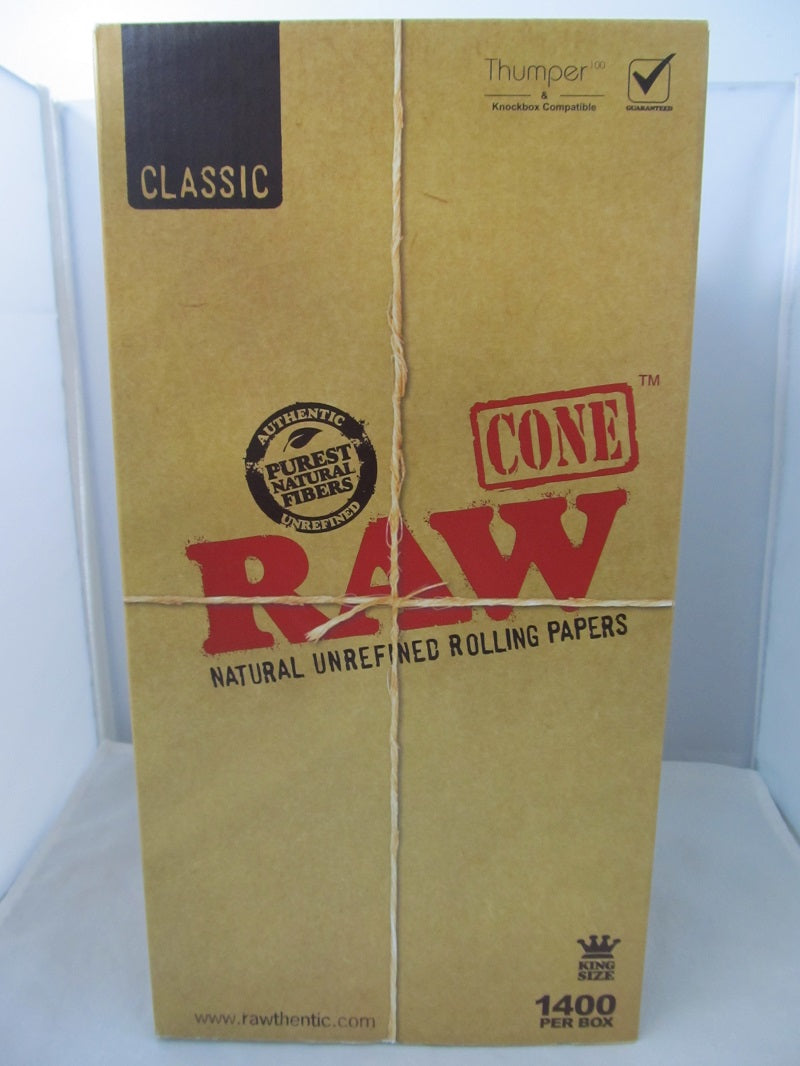 CLASSIC
Thumper 100
&
Knockbox Compatible
GUARANTEED
AUTHENTIC
PUREST
NATURAL
FIBERS
UNREFINED
CONE
TM
RAW
NATURAL UNREFINED ROLLING PAPERS
KING
SIZE
1400
PER BOX
www.rawthentic.com